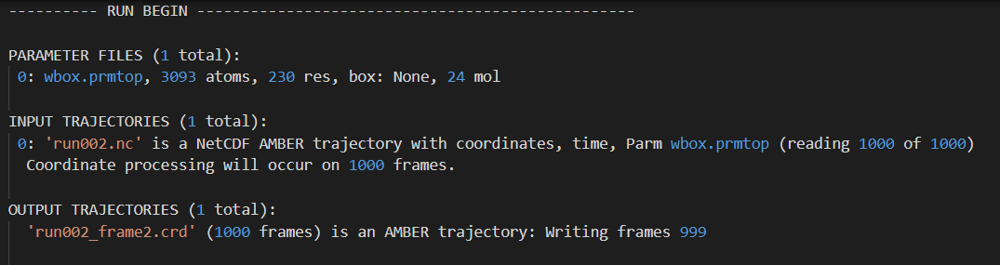 ---------- RUN BEGIN -------------------------------------------------
PARAMETER FILES (1 total):
0: wbox.prmtop, 3093 atoms, 230 res, box: None, 24 mol
INPUT TRAJECTORIES (1 total):
0: 'run002.nc' is a NetCDF AMBER trajectory with coordinates, time, Parm wbox.prmtop (reading 1000 of 1000)
Coordinate processing will occur on 1000 frames.
OUTPUT TRAJECTORIES (1 total):
'run002_frame2.crd' (1000 frames) is an AMBER trajectory: Writing frames 999